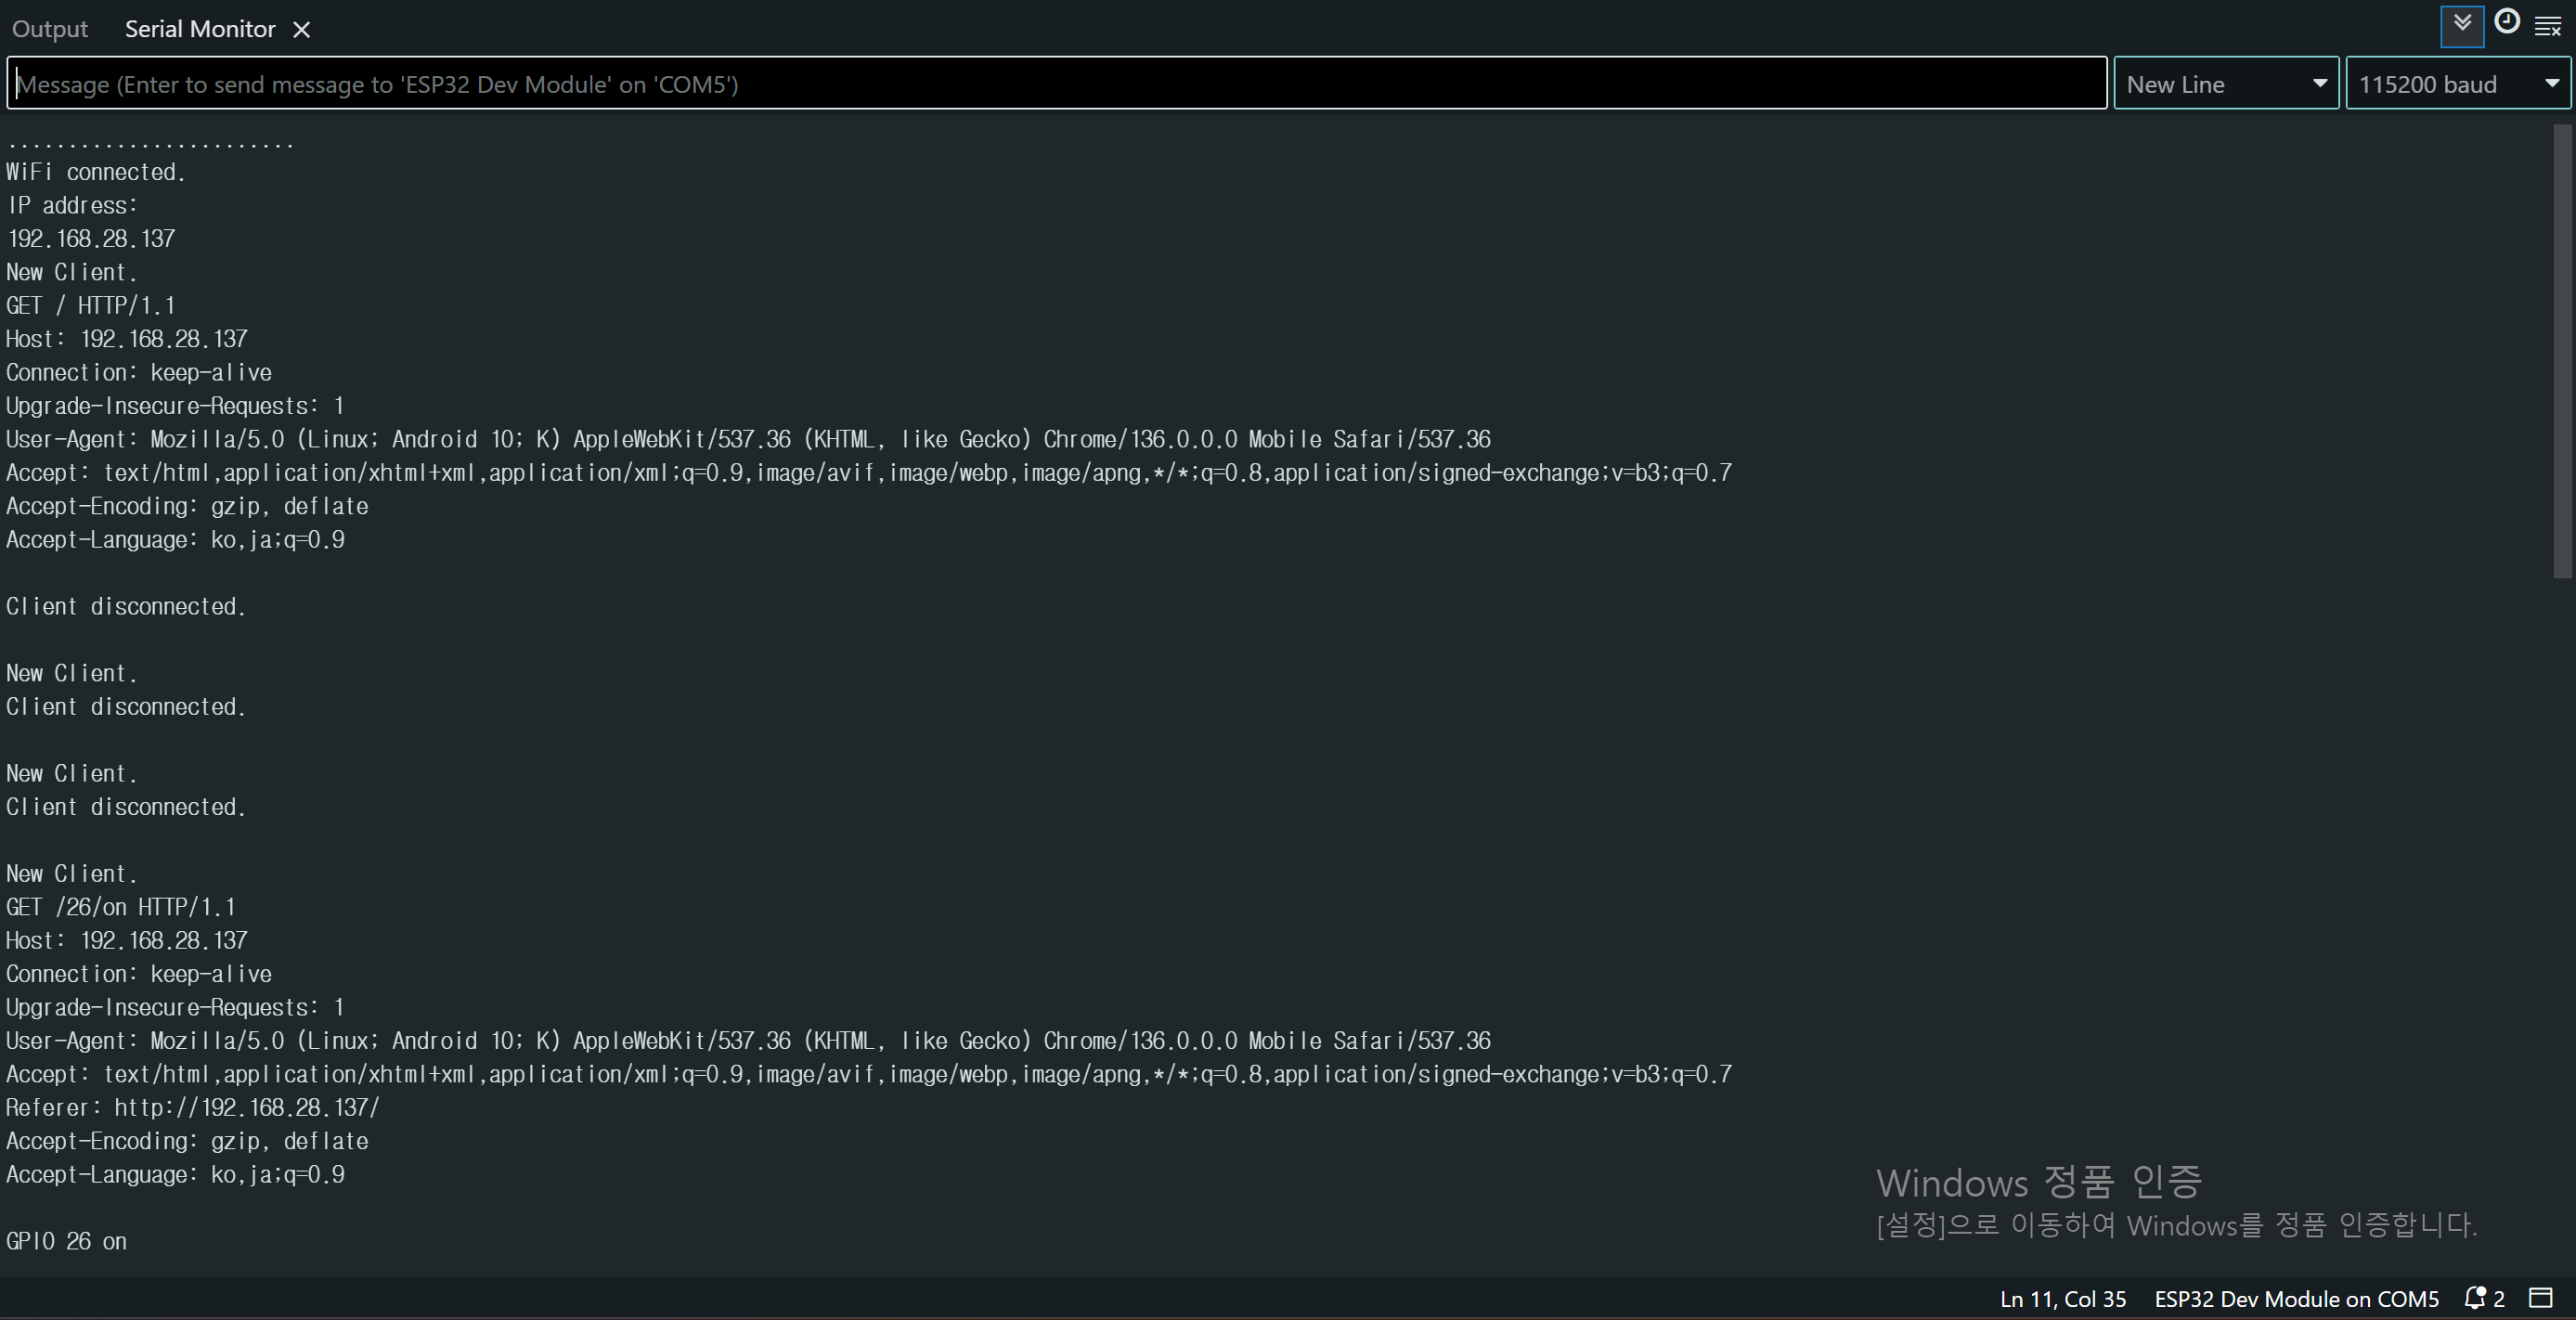 Output Serial Monitor
Message (Enter to send message to 'ESP32 Dev Module' on 'COM5') New Line 115200 baud
........................
WiFi connected.
IP address:
192.168.28.137
New Client.
GET / HTTP/1.1
Host: 192.168.28.137
Connection: keep-alive
Upgrade-Insecure-Requests: 1
User-Agent: Mozilla/5.0 (Linux; Android 10; K) AppleWebKit/537.36 (KHTML, like Gecko) Chrome/136.0.0.0 Mobile Safari/537.36
Accept: text/html,application/xhtml+xml,application/xml;q=0.9,image/avif,image/webp,image/apng,*/*;q=0.8,application/signed-exchange;v=b3;q=0.7
Accept-Encoding: gzip, deflate
Accept-Language: ko,ja;q=0.9
Client disconnected.
New Client.
Client disconnected.
New Client.
Client disconnected.
New Client.
GET /26/on HTTP/1.1
Host: 192.168.28.137
Connection: keep-alive
Upgrade-Insecure-Requests: 1
User-Agent: Mozilla/5.0 (Linux; Android 10; K) AppleWebKit/537.36 (KHTML, like Gecko) Chrome/136.0.0.0 Mobile Safari/537.36
Accept: text/html,application/xhtml+xml,application/xml;q=0.9,image/avif,image/webp,image/apng,*/*;q=0.8,application/signed-exchange;v=b3;q=0.7
Referer: http://192.168.28.137/
Accept-Encoding: gzip, deflate
Accept-Language: ko,ja;q=0.9
GPIO 26 on
Windows 정품 인증
[설정]으로 이동하여 Windows를 정품 인증합니다.
Ln 11, Col 35 ESP32 Dev Module on COM5 2